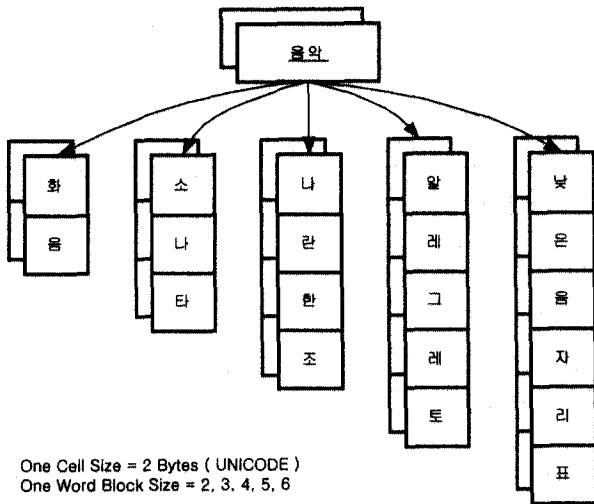 음악
화음
소나타
나란한조
알레그레토
낮은음자리표
One Cell Size = 2 Bytes ( UNICODE )
One Word Block Size = 2, 3, 4, 5, 6